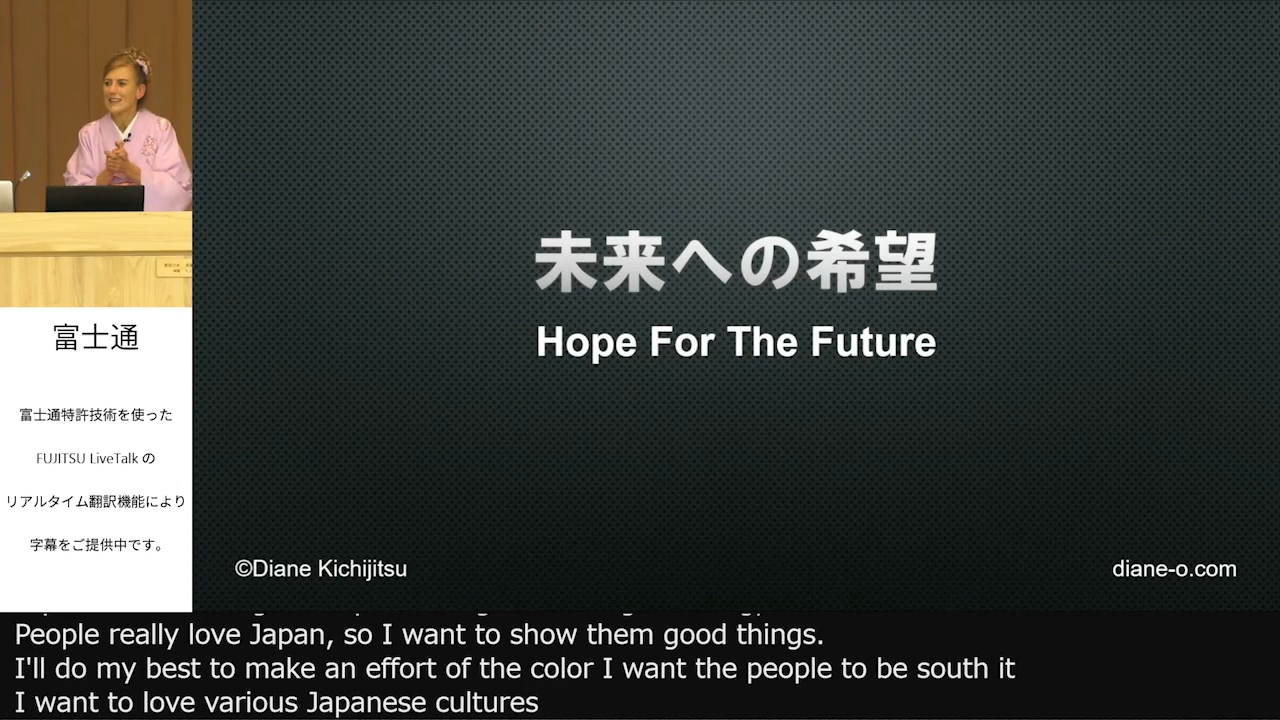 未来への希望
Hope For The Future
©Diane Kichijitsu
diane-o.com
富士通
富士通特許技術を使った
FUJITSU LiveTalk の
リアルタイム翻訳機能により
字幕をご提供中です。
People really love Japan, so I want to show them good things.
I'll do my best to make an effort of the color I want the people to be south it
I want to love various Japanese cultures